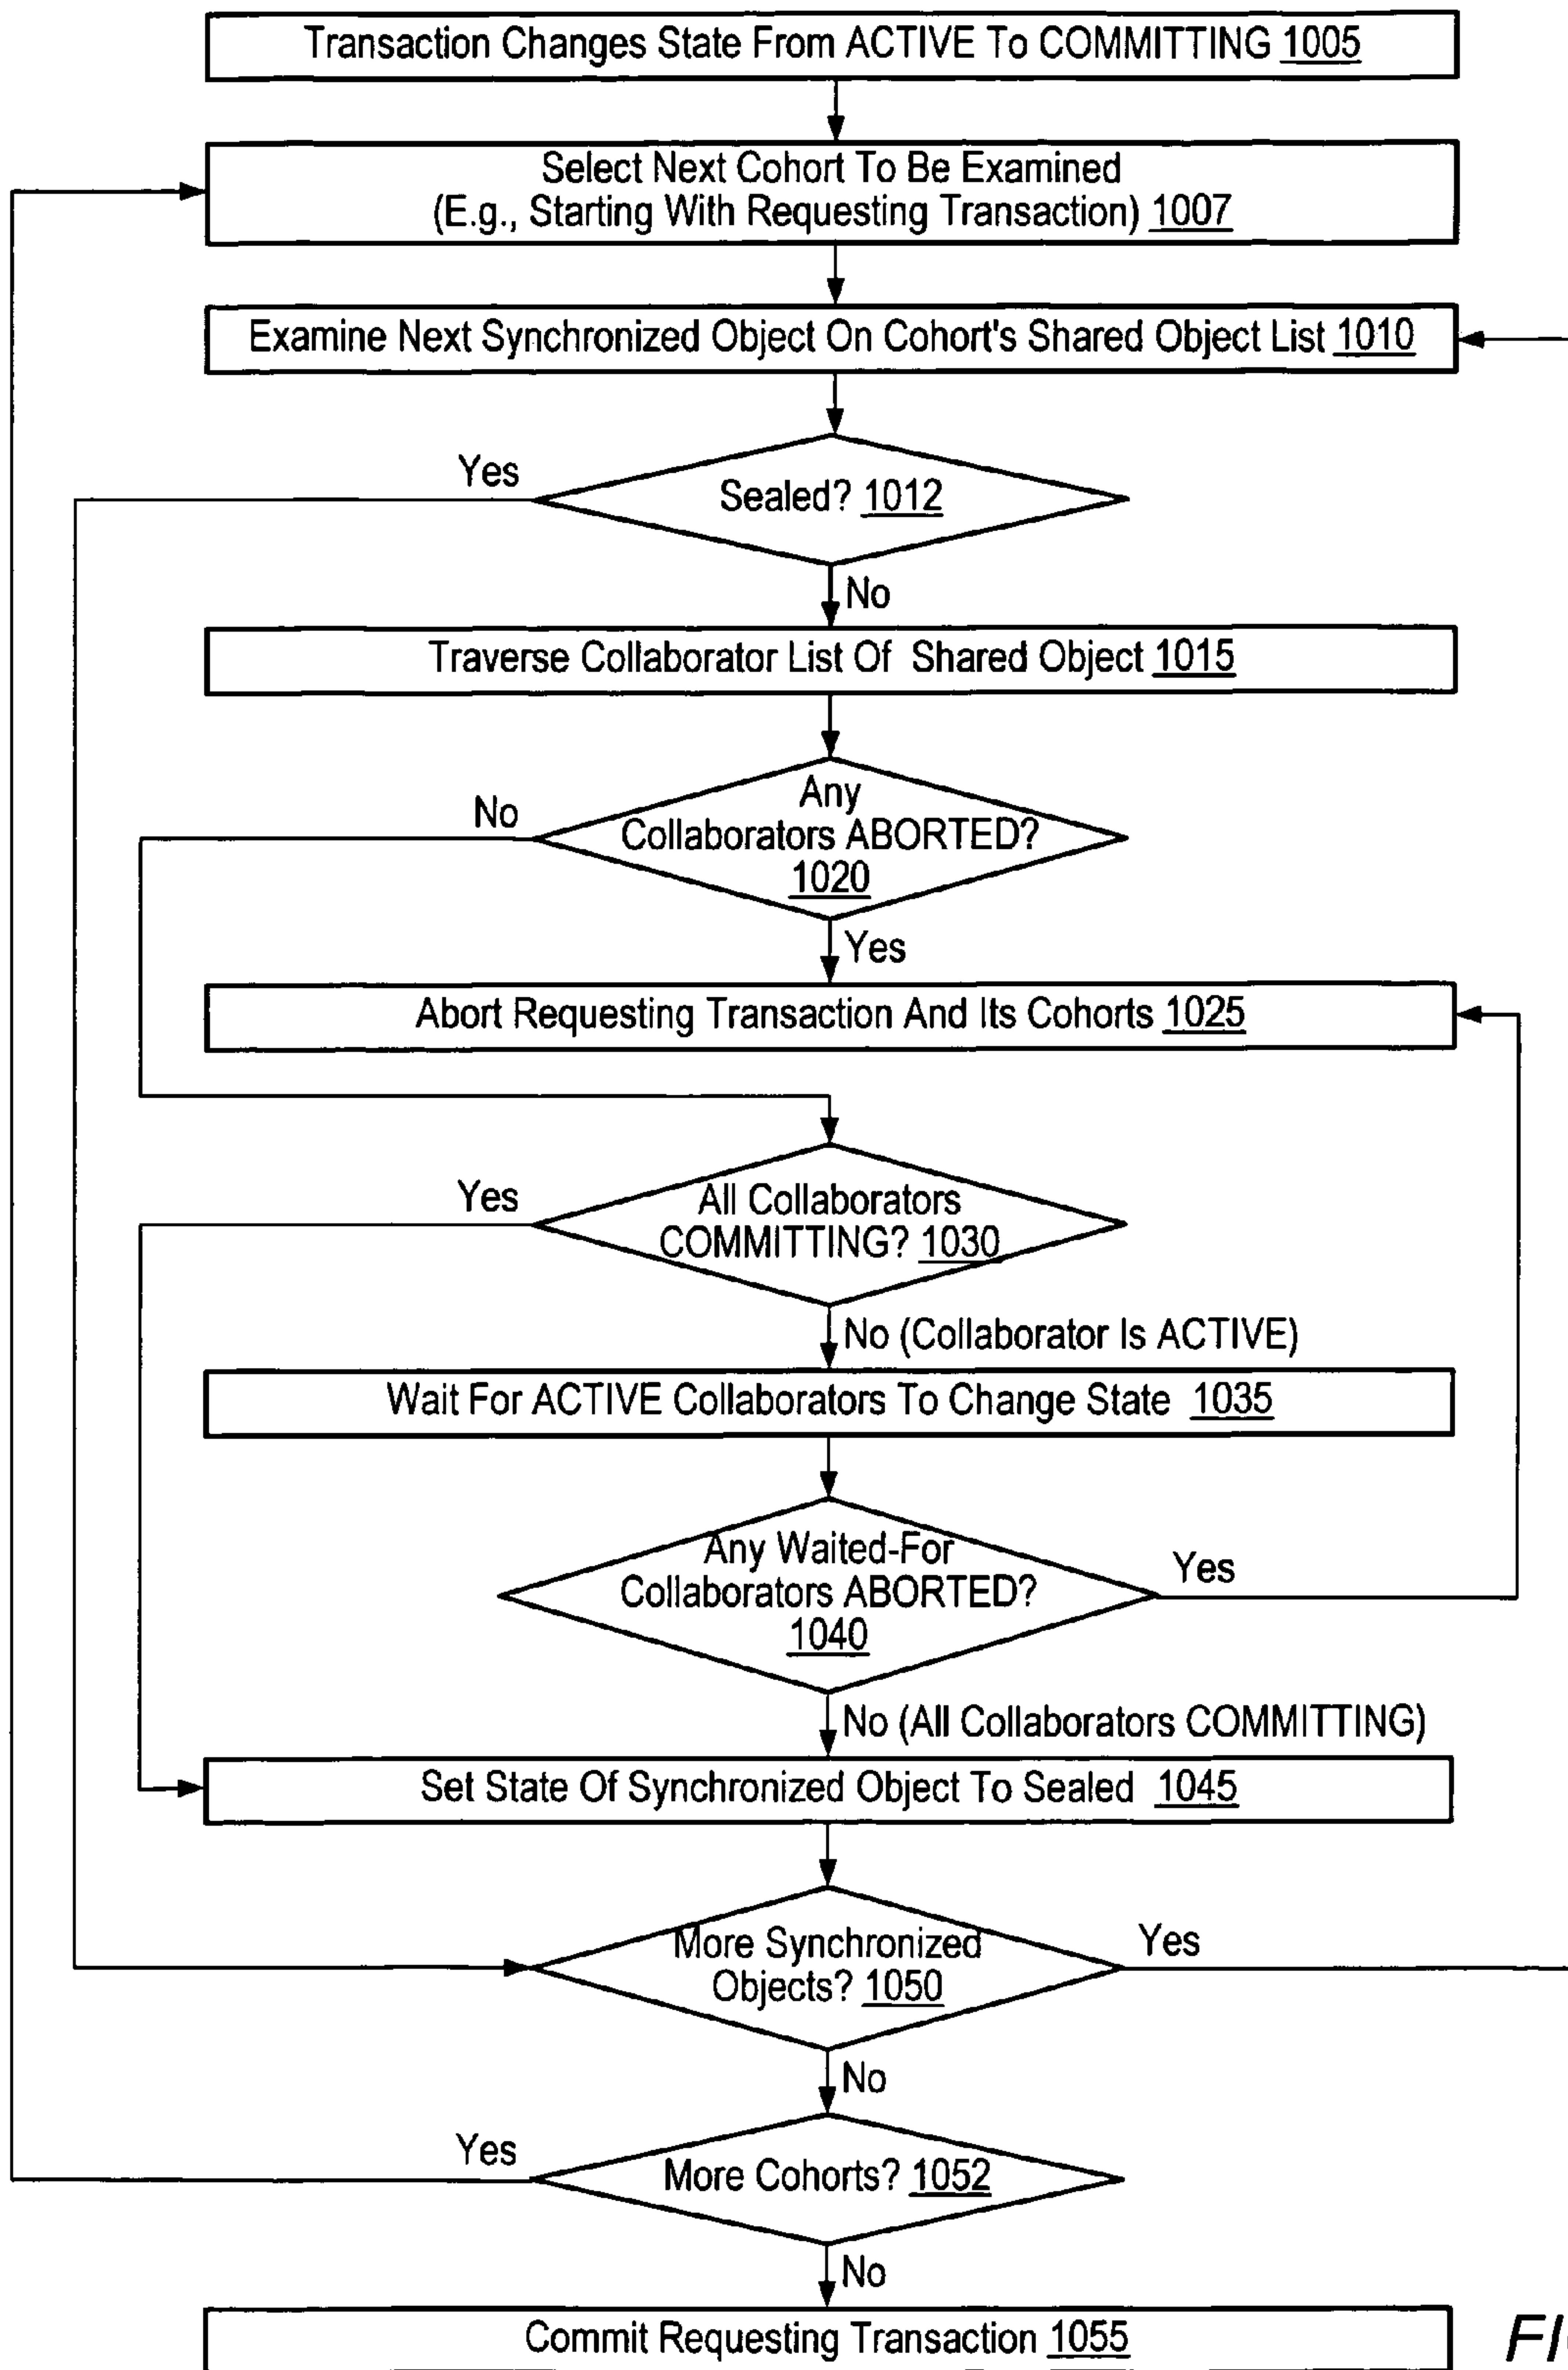 Transaction Changes State From ACTIVE To COMMITTING 1005
Select Next Cohort To Be Examined
(E.g., Starting With Requesting Transaction) 1007
Examine Next Synchronized Object On Cohort's Shared Object List 1010
Yes
Sealed? 1012
No
Traverse Collaborator List Of Shared Object 1015
Any
No
Collaborators ABORTED?
1020
Yes
Abort Requesting Transaction And Its Cohorts 1025
Yes
All Collaborators
COMMITTING? 1030
No (Collaborator Is ACTIVE)
Wait For ACTIVE Collaborators To Change State 1035
Any Waited-For
Yes
Collaborators ABORTED?
1040
No (All Collaborators COMMITTING)
Set State Of Synchronized Object To Sealed 1045
More Synchronized
Yes
Objects? 1050
No
Yes
More Cohorts? 1052
No
Commit Requesting Transaction 1055